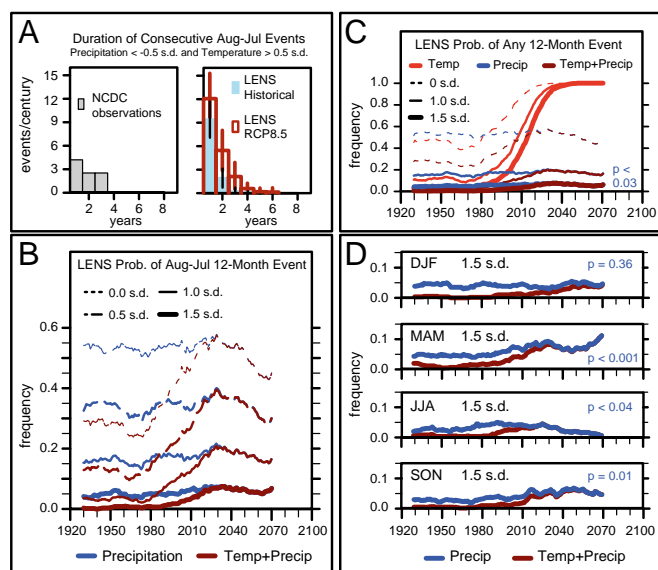 A
Duration of Consecutive Aug-Jul Events
Precipitation < -0.5 s.d. and Temperature > 0.5 s.d.
events/century
15
12
9
6
3
0
NCDC
observations
LENS
Historical
LENS
RCP8.5
2 4 6
years
2 4 6
years
B
LENS Prob. of Aug-Jul 12-Month Event
0.0 s.d. 1.0 s.d.
0.5 s.d. 1.5 s.d.
frequency
0.6
0.4
0.2
0.0
1920 1950 1980 2010 2040 2070 2100
Precipitation Temp+Precip
C
LENS Prob. of Any 12-Month Event
Temp Precip Temp+Precip
0 s.d.
1.0 s.d.
1.5 s.d.
frequency
1.0
0.8
0.6
0.4
0.2
0.0
p <
0.03
1920 1950 1980 2010 2040 2070 2100
D
DJF 1.5 s.d. p = 0.36
0.1
0.0
MAM 1.5 s.d.
p < 0.001
0.1
0.0
JJA 1.5 s.d. p < 0.04
0.1
0.0
SON 1.5 s.d. p = 0.01
0.1
0.0
frequency
1920 1950 1980 2010 2040 2070 2100
Precip Temp+Precip